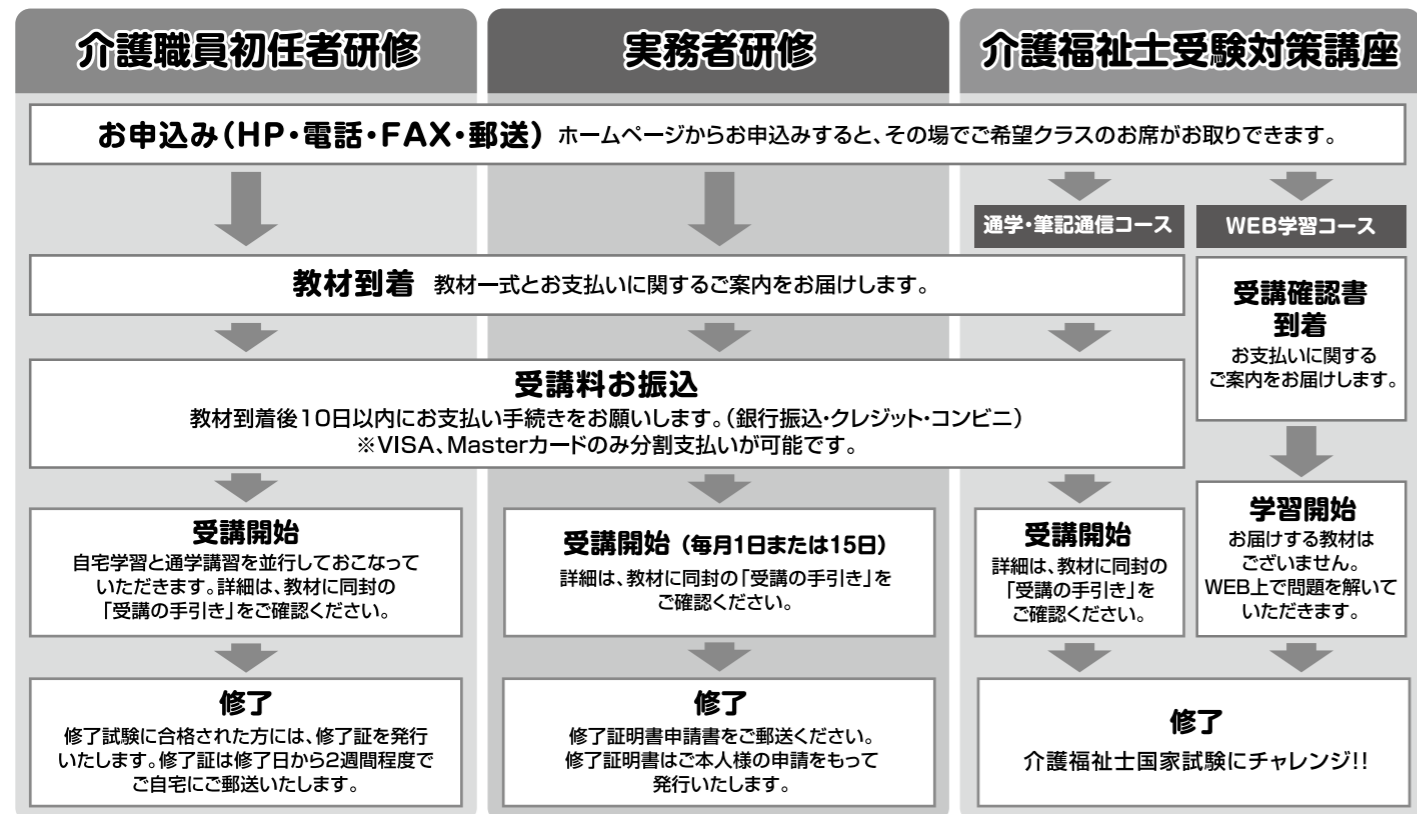 介護職員初任者研修
実務者研修
介護福祉士受験対策講座
お申込み(HP・電話・FAX・郵送) ホームページからお申込みすると、その場でご希望クラスのお席がお取りできます。
通学・筆記通信コース
WEB学習コース
教材到着 教材一式とお支払いに関するご案内をお届けします。
受講確認書
到着
お支払いに関する
ご案内をお届けします。
受講料お振込
教材到着後10日以内にお支払い手続きをお願いします。(銀行振込・クレジット・コンビニ)
※VISA、Masterカードのみ分割支払いが可能です。
受講開始
自宅学習と通学講習を並行しておこなって
いただきます。詳細は、教材に同封の
「受講の手引き」をご確認ください。
受講開始(毎月1日または15日)
詳細は、教材に同封の「受講の手引き」を
ご確認ください。
受講開始
詳細は、教材に同封の
「受講の手引き」を
ご確認ください。
学習開始
お届けする教材は
ございません。
WEB上で問題を解いて
いただきます。
修了
修了試験に合格された方には、修了証を発行
いたします。修了証は修了日から2週間程度で
ご自宅にご郵送いたします。
修了
修了証明書申請書をご郵送ください。
修了証明書はご本人様の申請をもって
発行いたします。
修了
介護福祉士国家試験にチャレンジ!!